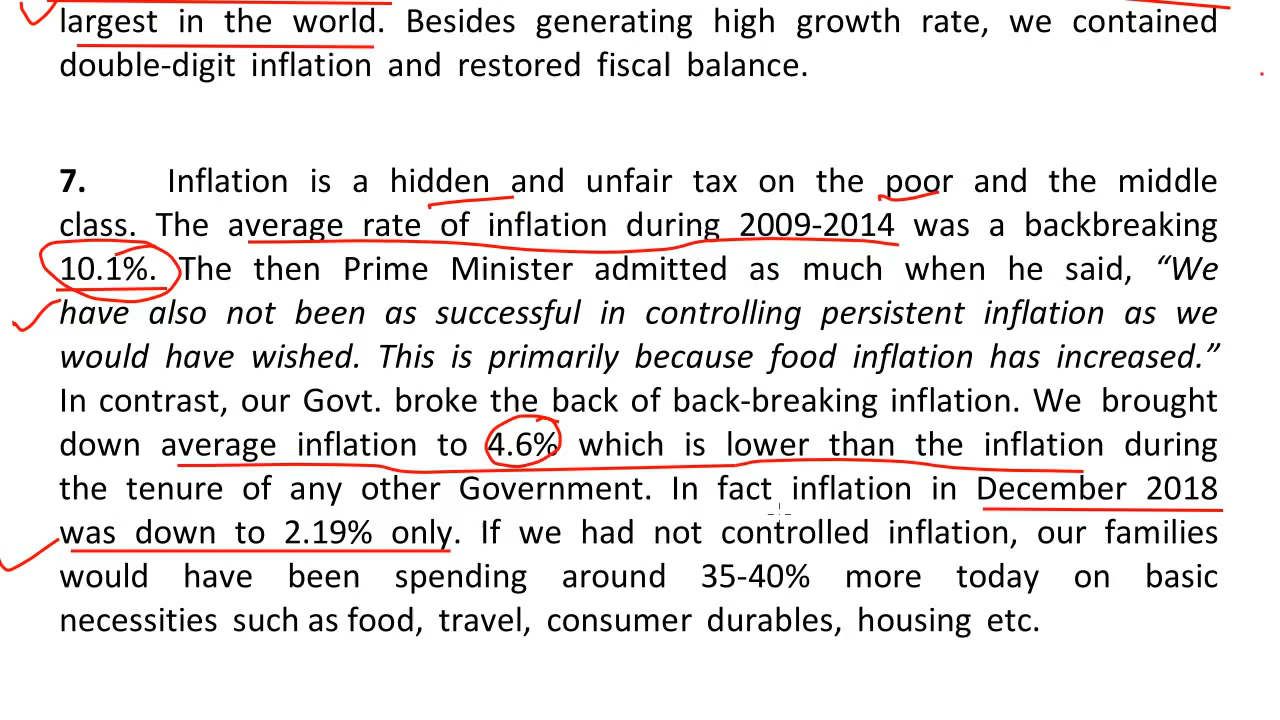 largest in the world. Besides generating high growth rate, we contained
double-digit inflation and restored fiscal balance.
7. Inflation is a hidden and unfair tax on the poor and the middle
class. The average rate of inflation during 2009-2014 was a backbreaking
10.1%. The then Prime Minister admitted as much when he said, “We
have also not been as successful in controlling persistent inflation as we
would have wished. This is primarily because food inflation has increased.”
In contrast, our Govt. broke the back of back-breaking inflation. We brought
down average inflation to 4.6% which is lower than the inflation during
the tenure of any other Government. In fact inflation in December 2018
was down to 2.19% only. If we had not controlled inflation, our families
would have been spending around 35-40% more today on basic
necessities such as food, travel, consumer durables, housing etc.